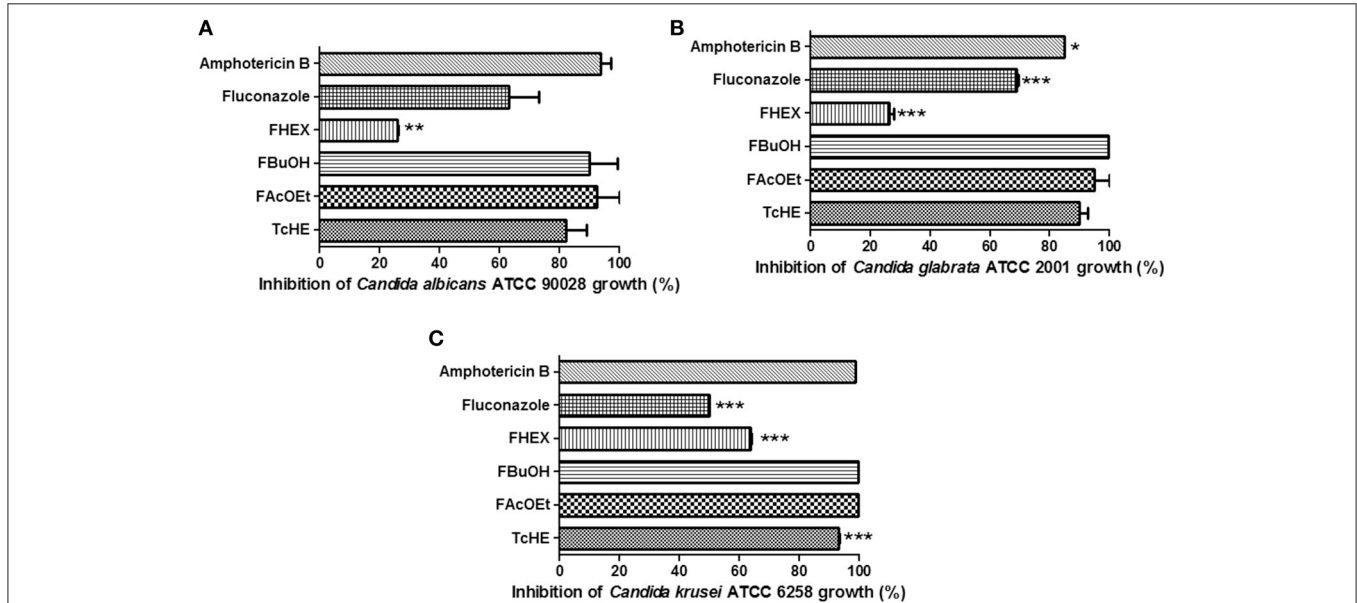 A
Amphotericin B
Fluconazole
FHEX **
FBuOH
FAcOEt
TcHE
0 20 40 60 80 100
Inhibition of Candida albicans ATCC 90028 growth (%)
B
Amphotericin B *
Fluconazole ***
FHEX ***
FBuOH
FAcOEt
TcHE
0 20 40 60 80 100
Inhibition of Candida glabrata ATCC 2001 growth (%)
C
Amphotericin B
Fluconazole ***
FHEX ***
FBuOH
FAcOEt
TcHE ***
0 20 40 60 80 100
Inhibition of Candida krusei ATCC 6258 growth (%)